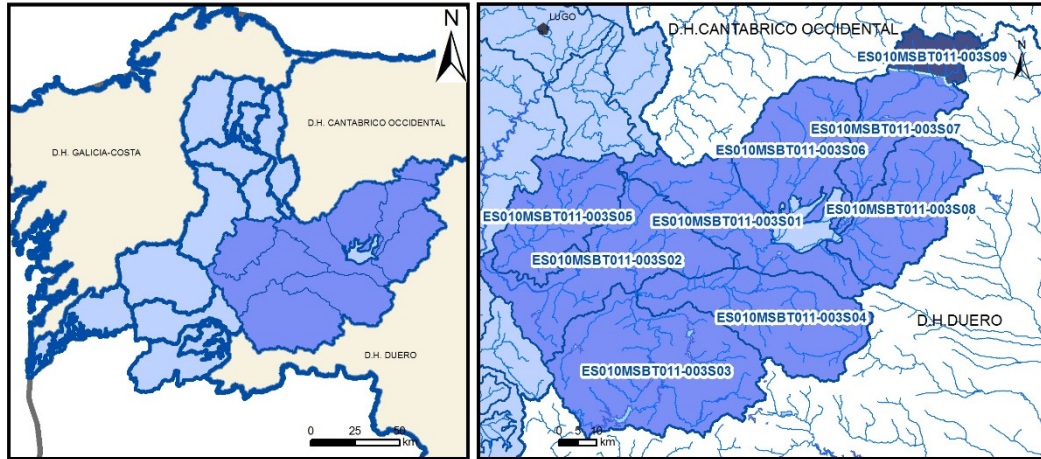 N
D.H. CANTABRICO OCCIDENTAL
D.H. GALICIA-COSTA
D.H. DUERO
0 25 50
km
LUGO
D.H.CANTABRICO OCCIDENTAL
ES010MSBT011-003S09
N
ES010MSBT011-003S07
ES010MSBT011-003S06
ES010MSBT011-003S05
ES010MSBT011-003S01
ES010MSBT011-003S08
ES010MSBT011-003S02
ES010MSBT011-003S04
D.H.DUERO
ES010MSBT011-003S03
0 5 10
km